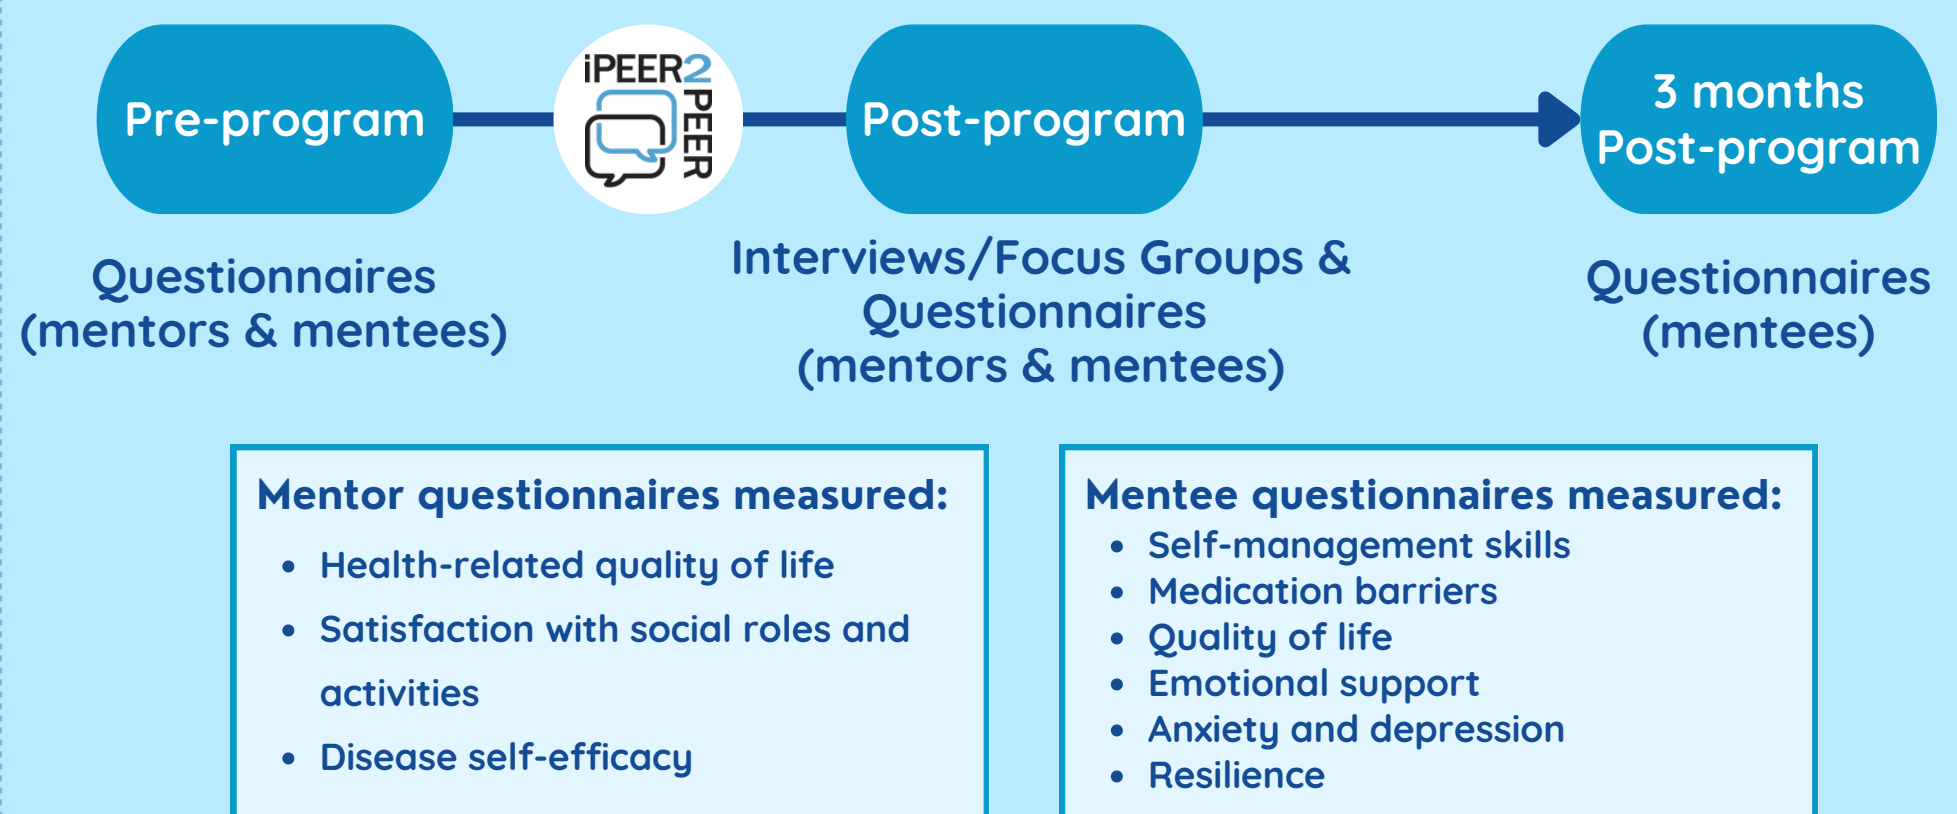 Pre-program
iPEER2
PEER
Post-program
3 months
Post-program
Questionnaires
(mentors & mentees)
Interviews/Focus Groups &
Questionnaires
(mentors & mentees)
Questionnaires
(mentees)
Mentor questionnaires measured:
• Health-related quality of life
• Satisfaction with social roles and
activities
• Disease self-efficacy
Mentee questionnaires measured:
• Self-management skills
• Medication barriers
• Quality of life
• Emotional support
• Anxiety and depression
• Resilience